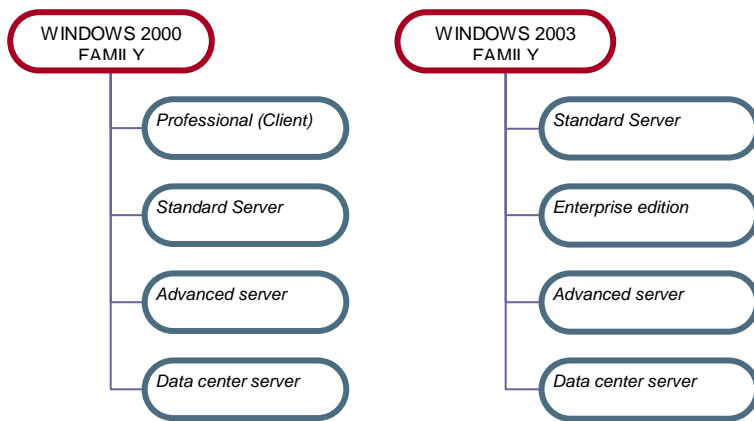 WINDOWS 2000
FAMILY
Professional (Client)
Standard Server
Advanced server
Data center server
WINDOWS 2003
FAMILY
Standard Server
Enterprise edition
Advanced server
Data center server